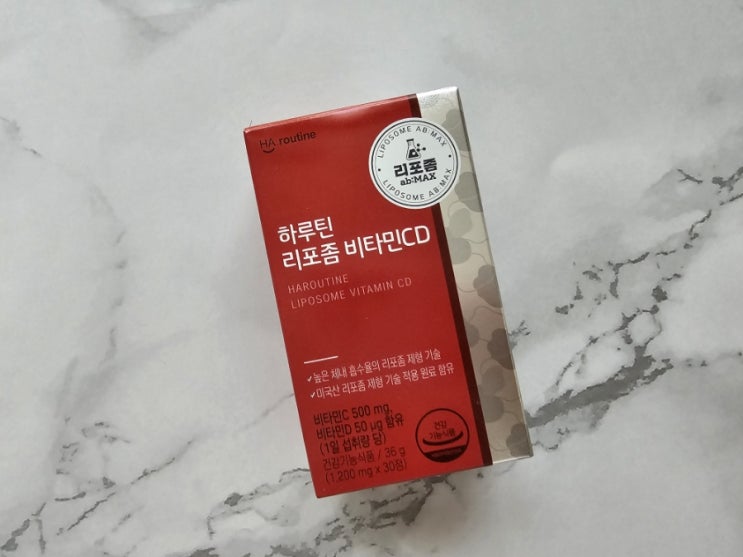 HA routine
LIPOSOME AB:MAX
리포좀
ab:MAX
LIPOSOME AB:MAX
하루틴
리포좀 비타민CD
HAROUTINE
LIPOSOME VITAMIN CD
✓높은 체내 흡수율의 리포좀 제형 기술
✓미국산 리포좀 제형 기술 적용 원료 함유
비타민C 500 mg,
비타민D 50 μg 함유
(1일 섭취량 당)
건강기능식품 / 36 g
(1,200 mg x 30정)
건강
기능식품